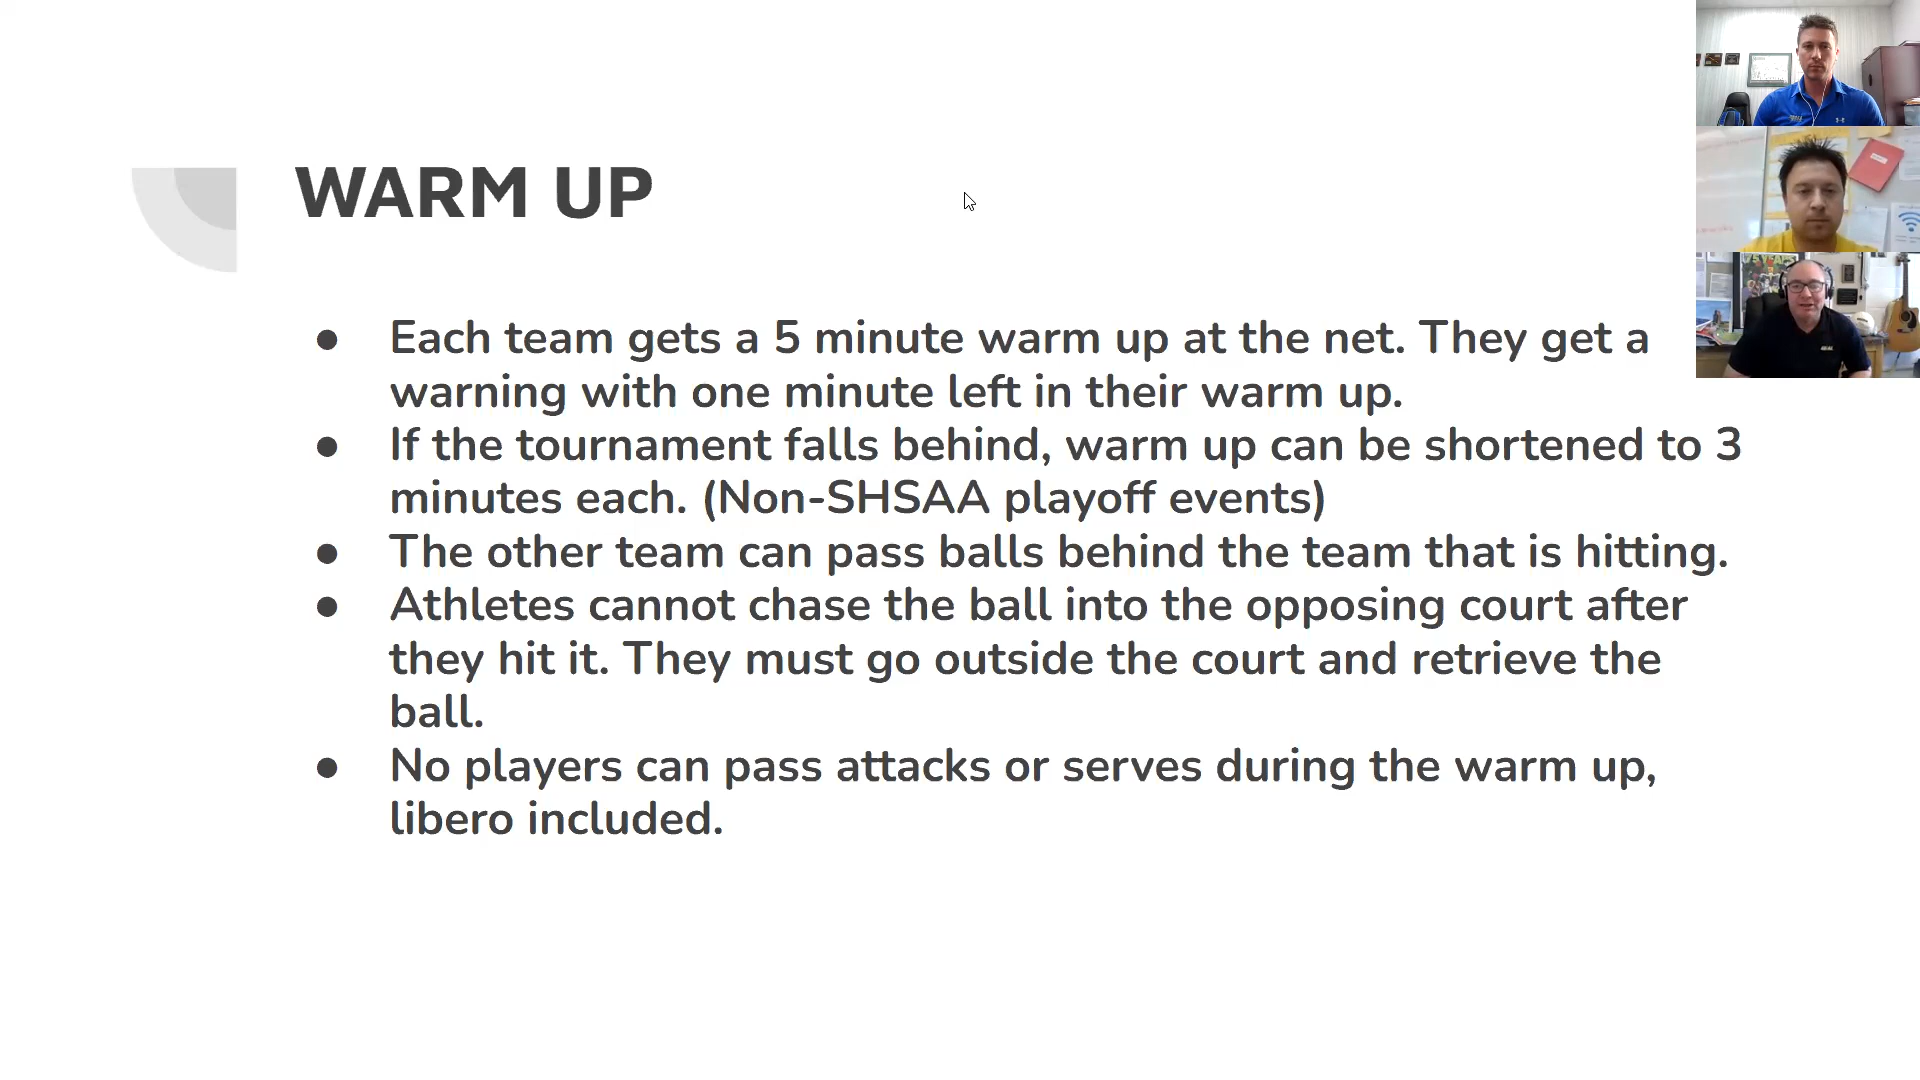 WARM UP
● Each team gets a 5 minute warm up at the net. They get a
warning with one minute left in their warm up.
● If the tournament falls behind, warm up can be shortened to 3
minutes each. (Non-SHSAA playoff events)
● The other team can pass balls behind the team that is hitting.
● Athletes cannot chase the ball into the opposing court after
they hit it. They must go outside the court and retrieve the
ball.
● No players can pass attacks or serves during the warm up,
libero included.